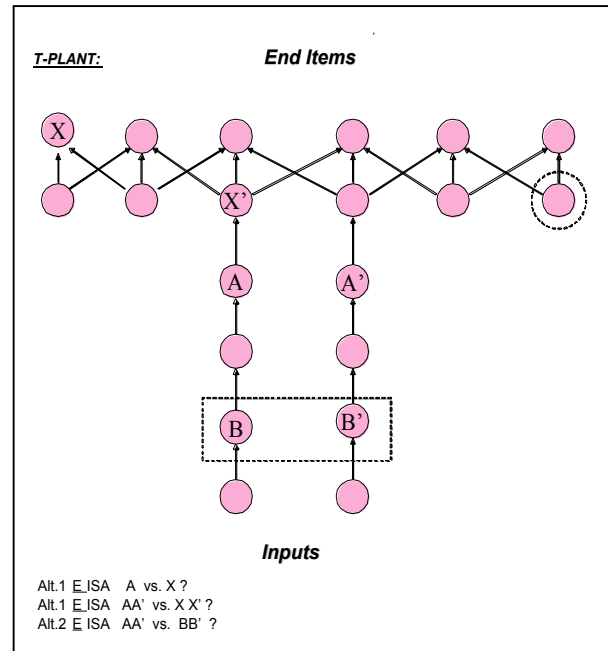 T-PLANT: End Items
X
X'
A A'
B B'
Inputs
Alt.1 E ISA A vs. X ?
Alt.1 E ISA AA' vs. X X' ?
Alt.2 E ISA AA' vs. BB' ?